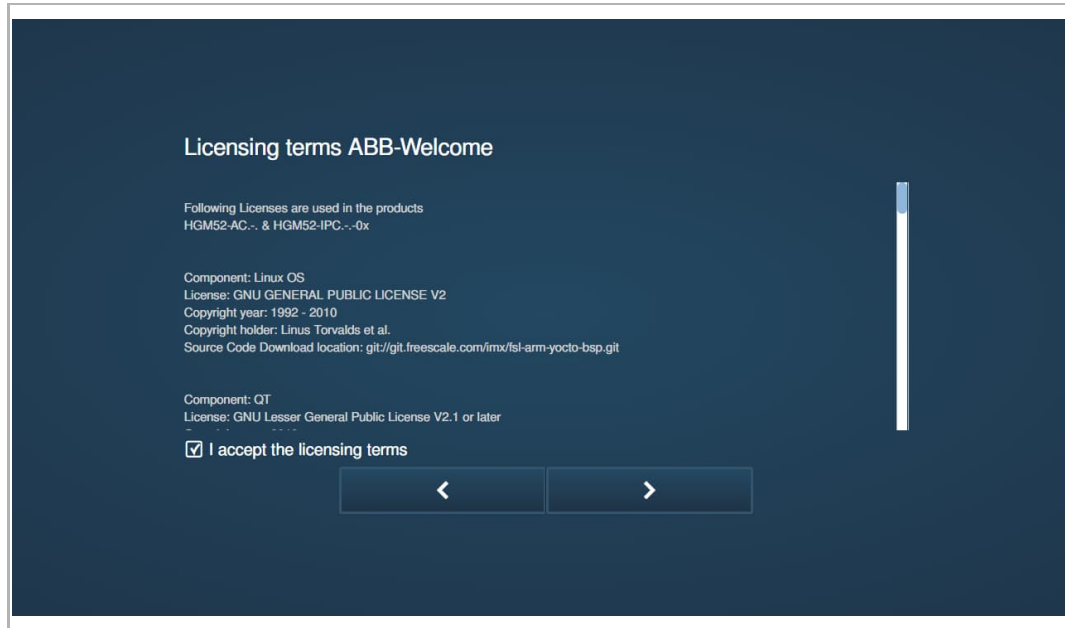 Licensing terms ABB-Welcome
Following Licenses are used in the products
HGM52-AC.-. & HGM52-IPC.-.-0x
Component: Linux OS
License: GNU GENERAL PUBLIC LICENSE V2
Copyright year: 1992 - 2010
Copyright holder: Linus Torvalds et al.
Source Code Download location: git://git.freescale.com/imx/fsl-arm-yocto-bsp.git
Component: QT
License: GNU Lesser General Public License V2.1 or later
I accept the licensing terms